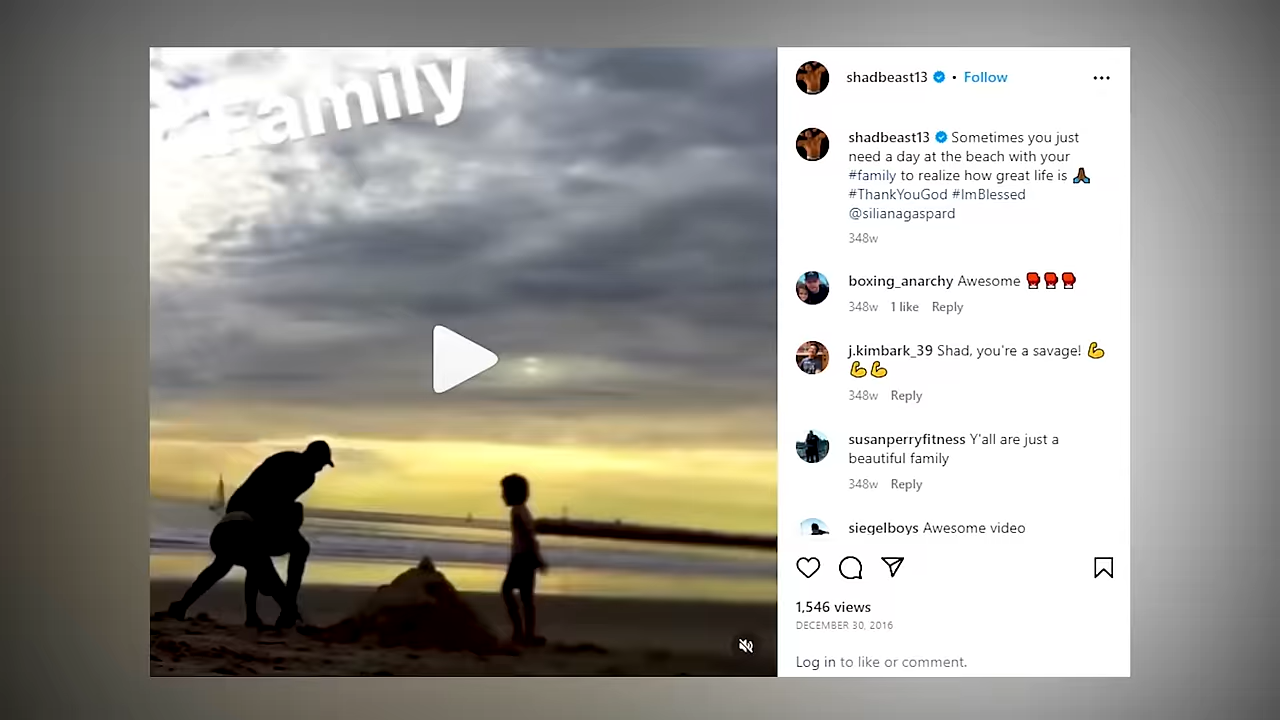 Family
shadbeast13 • Follow
shadbeast13 Sometimes you just
need a day at the beach with your
#family to realize how great life is 🙏🏾
#ThankYouGod #ImBlessed
@silianagaspard
348w
boxing_anarchy Awesome 🥊🥊🥊
348w 1 like Reply
j.kimbark_39 Shad, you're a savage! 💪
💪💪
348w Reply
susanperryfitness Y'all are just a
beautiful family
348w Reply
siegelboys Awesome video
1,546 views
DECEMBER 30, 2016
Log in to like or comment.